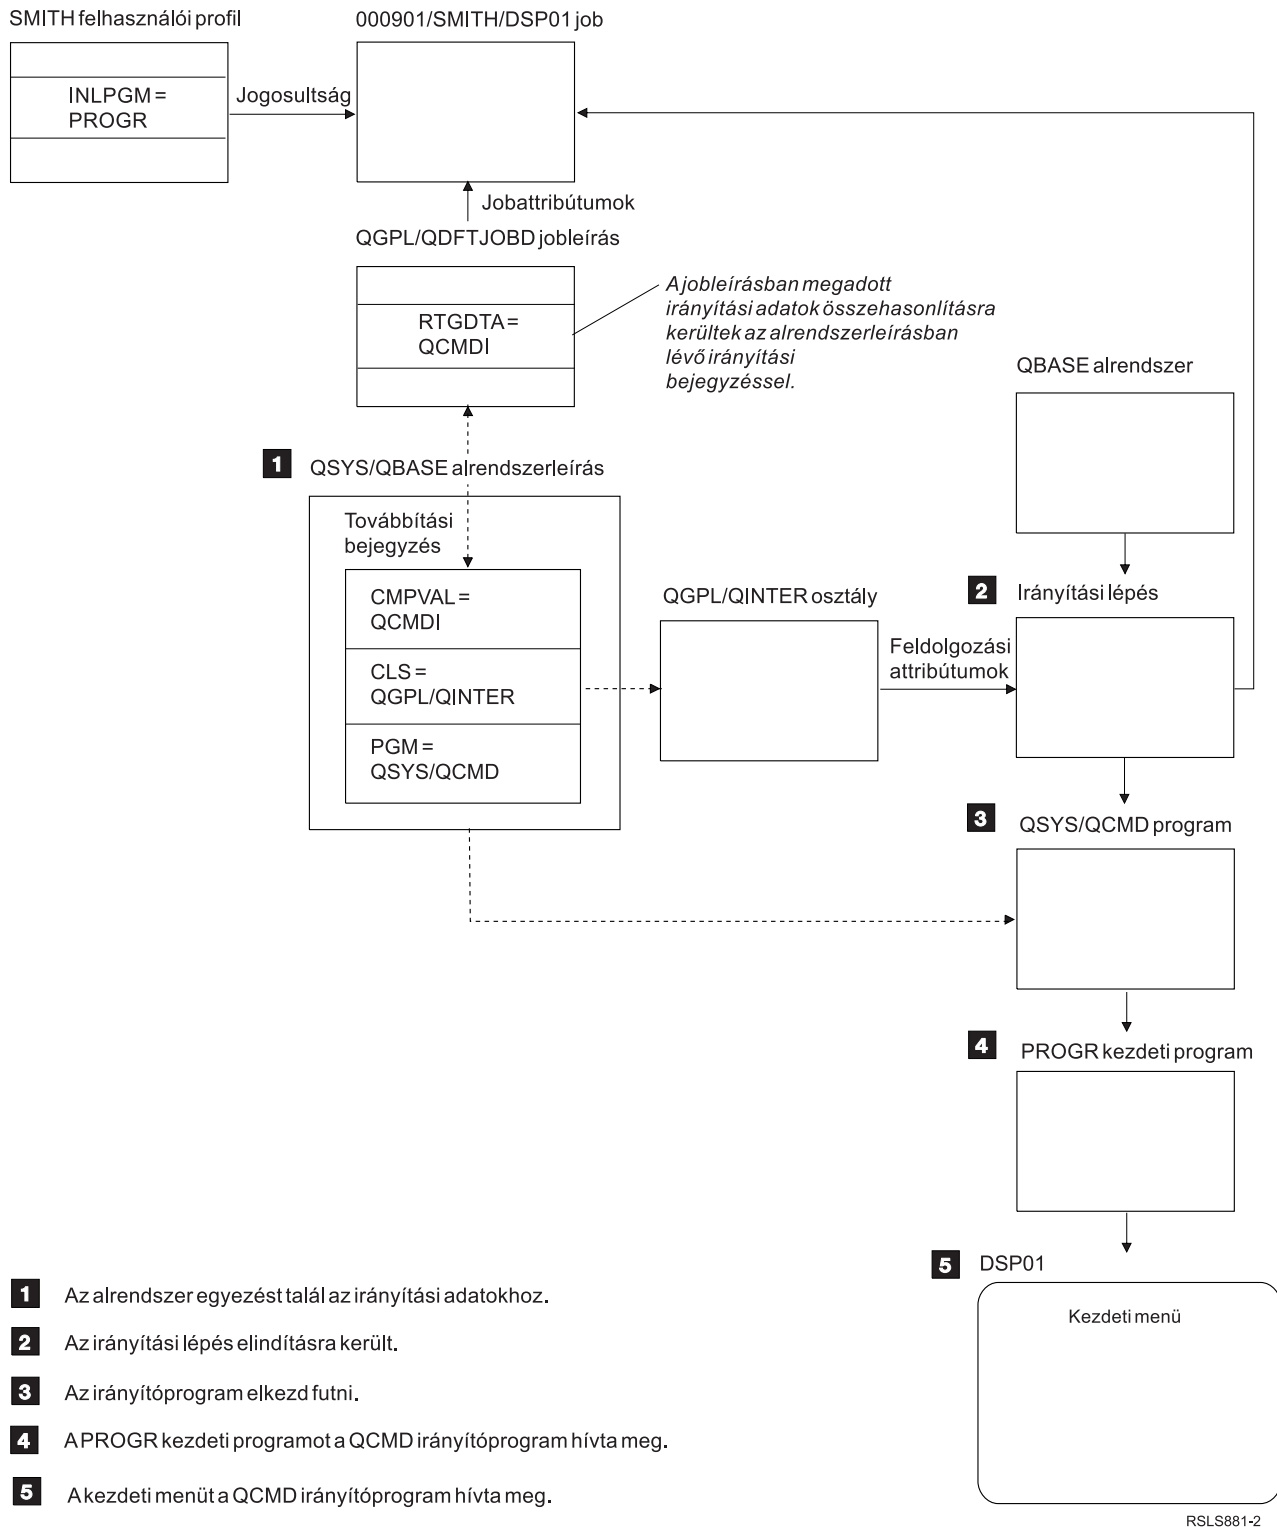 SMITH felhasználói profil
000901/SMITH/DSP01 job
INLPGM =
PROGR
Jogosultság
Jobattribútumok
QGPL/QDFTJOBD jobleírás
RTGDTA =
QCMDI
A jobleírásban megadott
irányítási adatok összehasonlításra
kerültek az alrendszerleírásban
lévő irányítási
bejegyzéssel.
QBASE alrendszer
1 QSYS/QBASE alrendszerleírás
Továbbítási
bejegyzés
CMPVAL =
QCMDI
CLS =
QGPL/QINTER
PGM =
QSYS/QCMD
QGPL/QINTER osztály
Feldolgozási
attribútumok
2 Irányítási lépés
3 QSYS/QCMD program
4 PROGR kezdeti program
5 DSP01
Kezdeti menü
1 Az alrendszer egyezést talál az irányítási adatokhoz.
2 Az irányítási lépés elindításra került.
3 Az irányítóprogram elkezd futni.
4 A PROGR kezdeti programot a QCMD irányítóprogram hívta meg.
5 A kezdeti menüt a QCMD irányítóprogram hívta meg.
RSLS881-2